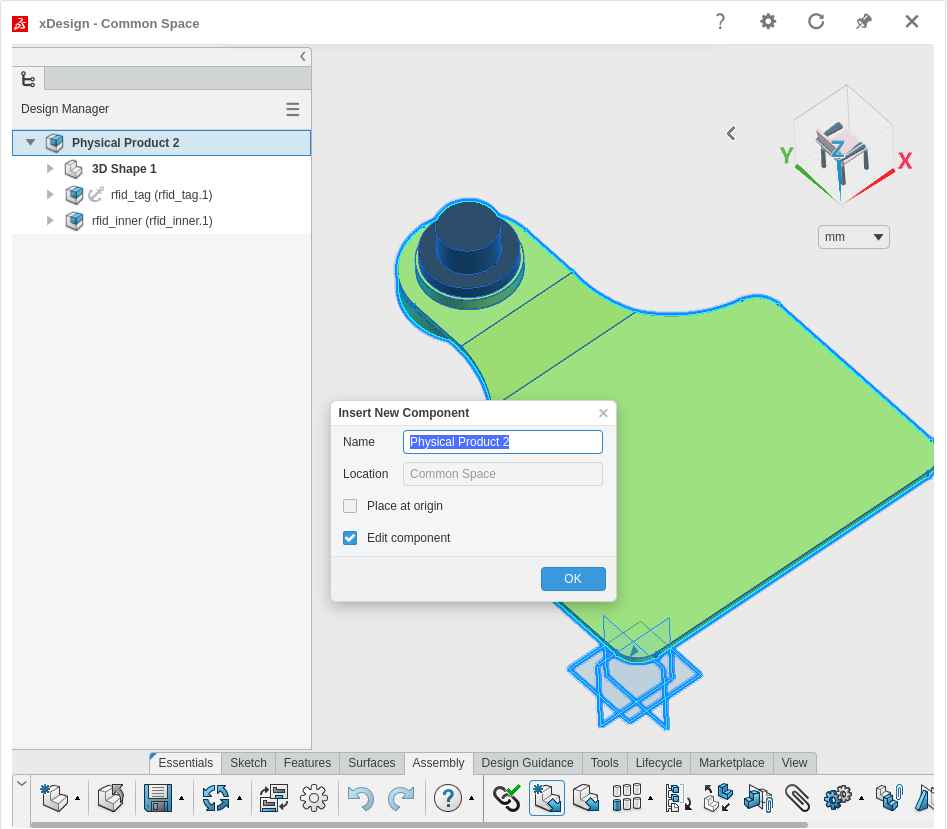 xDesign - Common Space
?
Design Manager
Physical Product 2
3D Shape 1
rfid_tag (rfid_tag.1)
rfid_inner (rfid_inner.1)
Y
Z
X
mm
Insert New Component
Name
Physical Product 2
Location
Common Space
Place at origin
Edit component
OK
Essentials Sketch Features Surfaces Assembly Design Guidance Tools Lifecycle Marketplace View
?